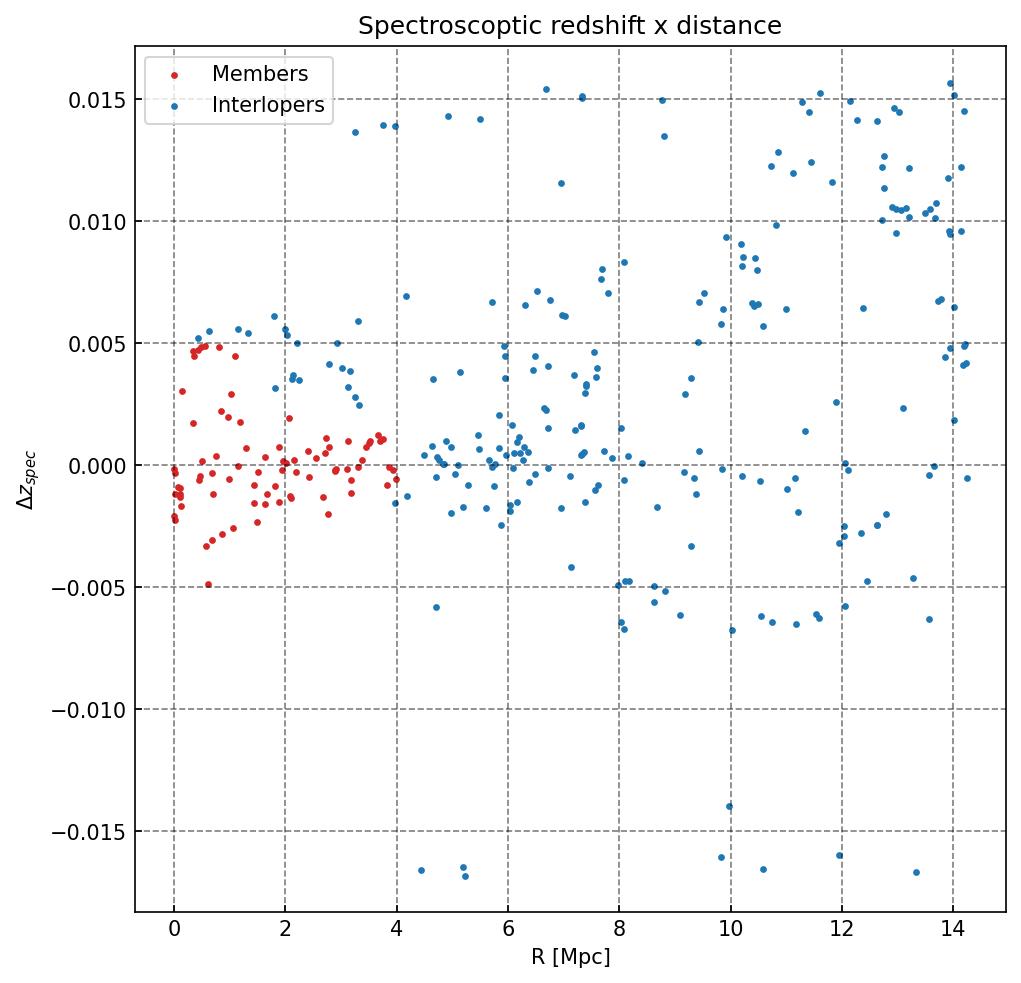 Spectroscoptic redshift x distance
Members
Interlopers
0.015
0.010
0.005
0.000
−0.005
−0.010
−0.015
Δz_spec
0 2 4 6 8 10 12 14
R [Mpc]